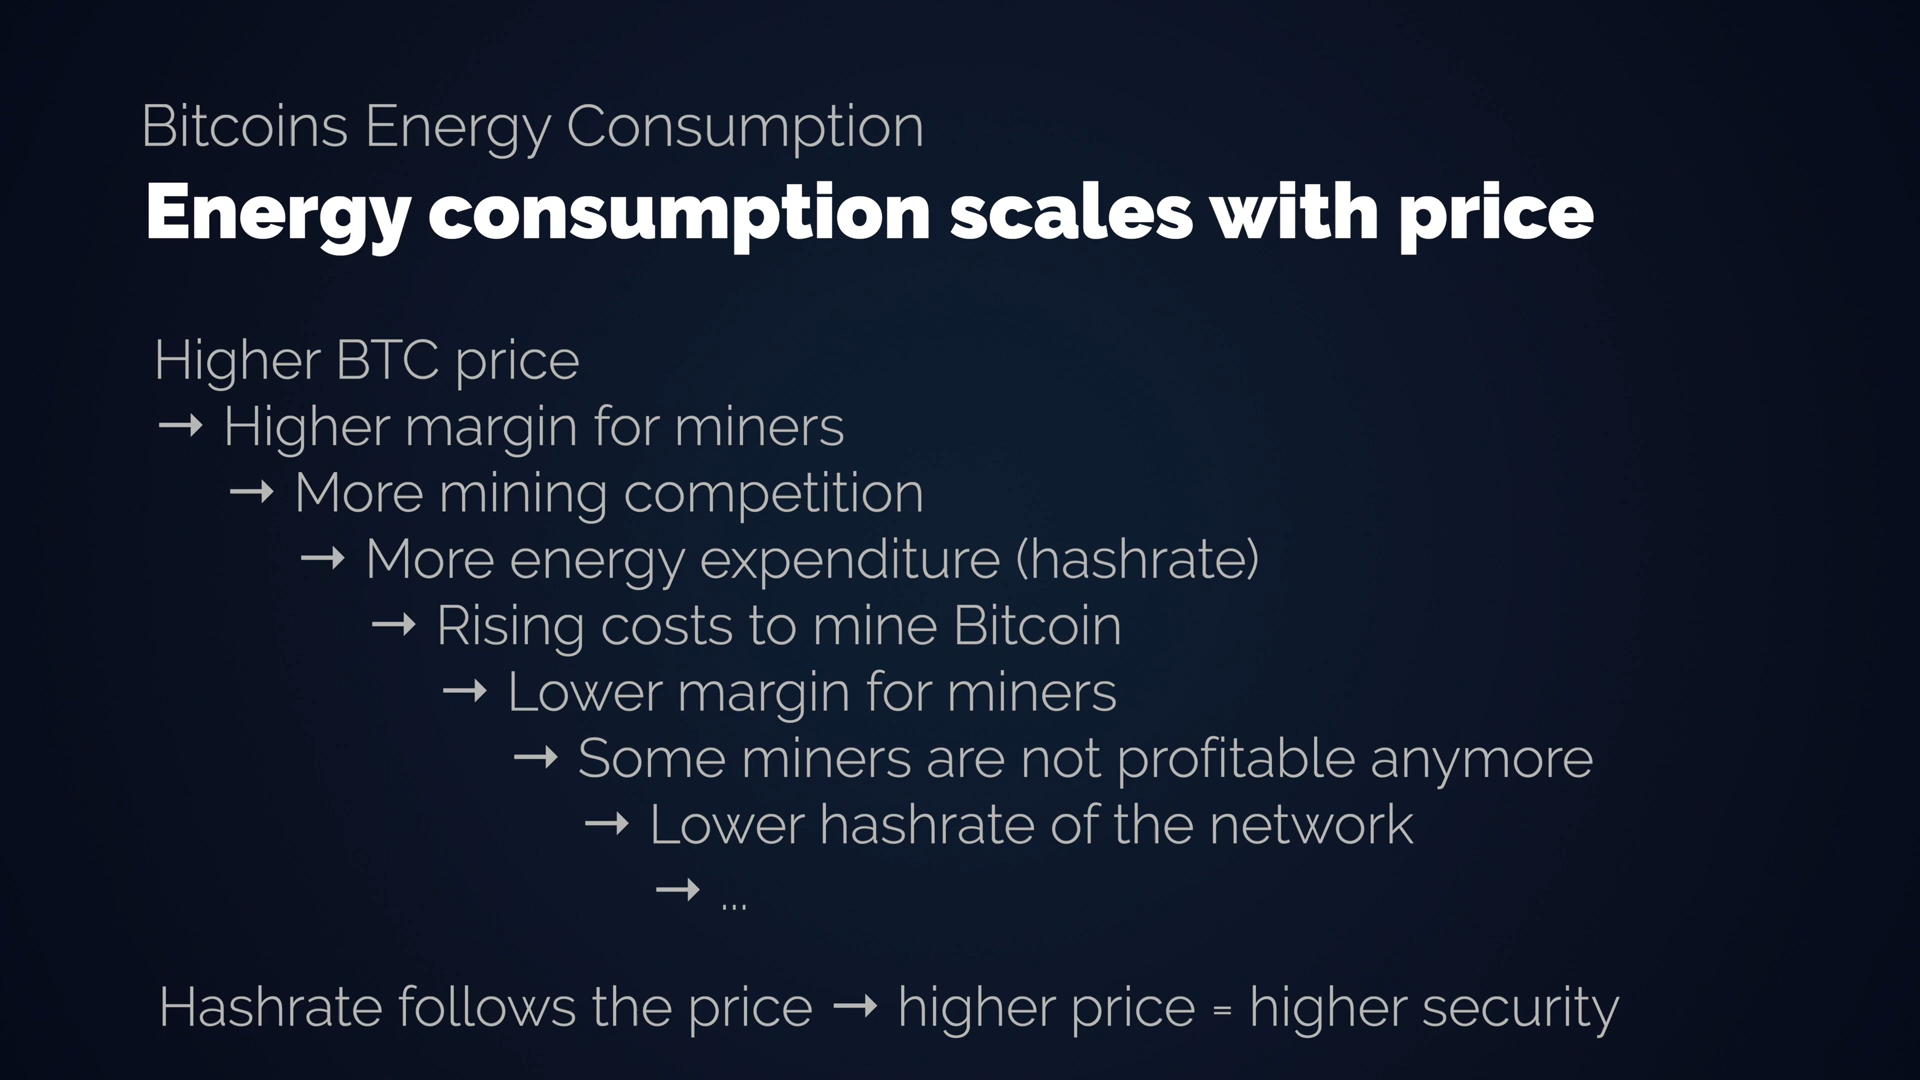 Bitcoins Energy Consumption
Energy consumption scales with price
Higher BTC price
→ Higher margin for miners
→ More mining competition
→ More energy expenditure (hashrate)
→ Rising costs to mine Bitcoin
→ Lower margin for miners
→ Some miners are not profitable anymore
→ Lower hashrate of the network
→ ...
Hashrate follows the price → higher price = higher security